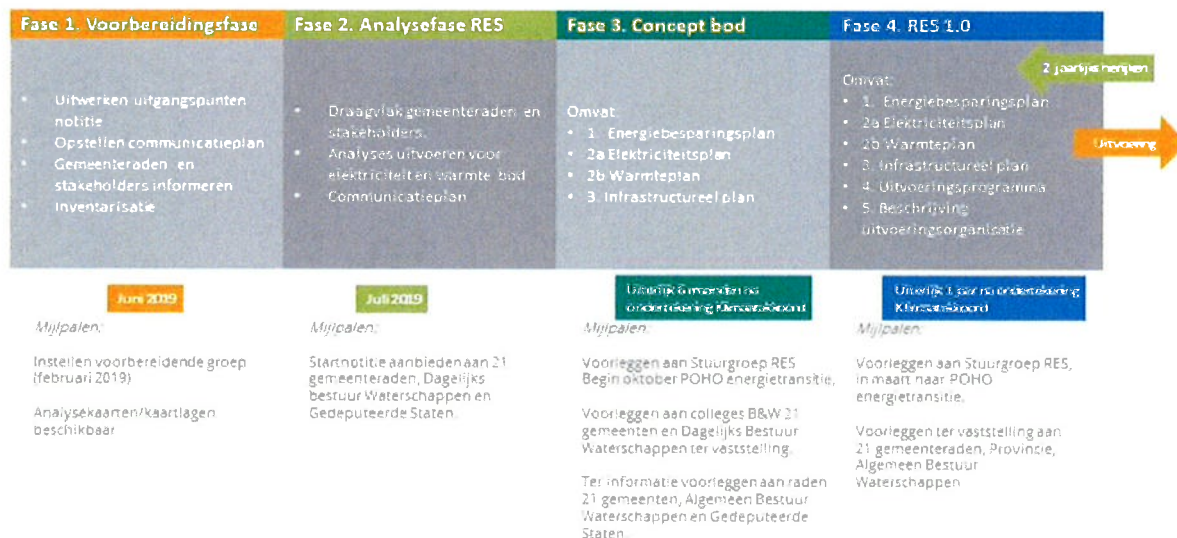 Fase 1. Voorbereidingsfase
• Uitwerken uitgangspunten
notitie
• Opstellen communicatieplan
• Gemeenteraden en
stakeholders informeren
• Inventarisatie
Juni 2019
Mijlpalen:
Instellen voorbereidende groep
(februari 2019)
Analysekaarten/kaartlagen
beschikbaar
Fase 2. Analysefase RES
• Draagvlak gemeenteraden en
stakeholders.
• Analyses uitvoeren voor
elektriciteit en warmte bod
• Communicatieplan
Juli 2019
Mijlpalen:
Startnotitie aanbieden aan 21
gemeenteraden, Dagelijks
bestuur Waterschappen en
Gedeputeerde Staten.
Fase 3. Concept bod
Omvat:
• 1. Energiebesparingsplan
• 2a Elektriciteitsplan
• 2b Warmteplan
• 3. Infrastructureel plan
Uiterlijk 6 maanden na
ondertekening Klimaatakkoord
Mijlpalen:
Voorleggen aan Stuurgroep RES
Begin oktober POHO energietransitie.
Voorleggen aan colleges B&W 21
gemeenten en Dagelijks Bestuur
Waterschappen ter vaststelling.
Ter informatie voorleggen aan raden
21 gemeenten, Algemeen Bestuur
Waterschappen en Gedeputeerde
Staten.
Fase 4. RES 1.0
Omvat:
• 1. Energiebesparingsplan
• 2a Elektriciteitsplan
• 2b Warmteplan
• 3. Infrastructureel plan
• 4. Uitvoeringsprogramma
• 5. Beschrijving
uitvoeringsorganisatie
2 jaarlijks herijken
Uitvoering
Uiterlijk 1 jaar na ondertekening
Klimaatakkoord
Mijlpalen:
Voorleggen aan Stuurgroep RES,
in maart naar POHO
energietransitie.
Voorleggen ter vaststelling aan
21 gemeenteraden, Provincie,
Algemeen Bestuur
Waterschappen